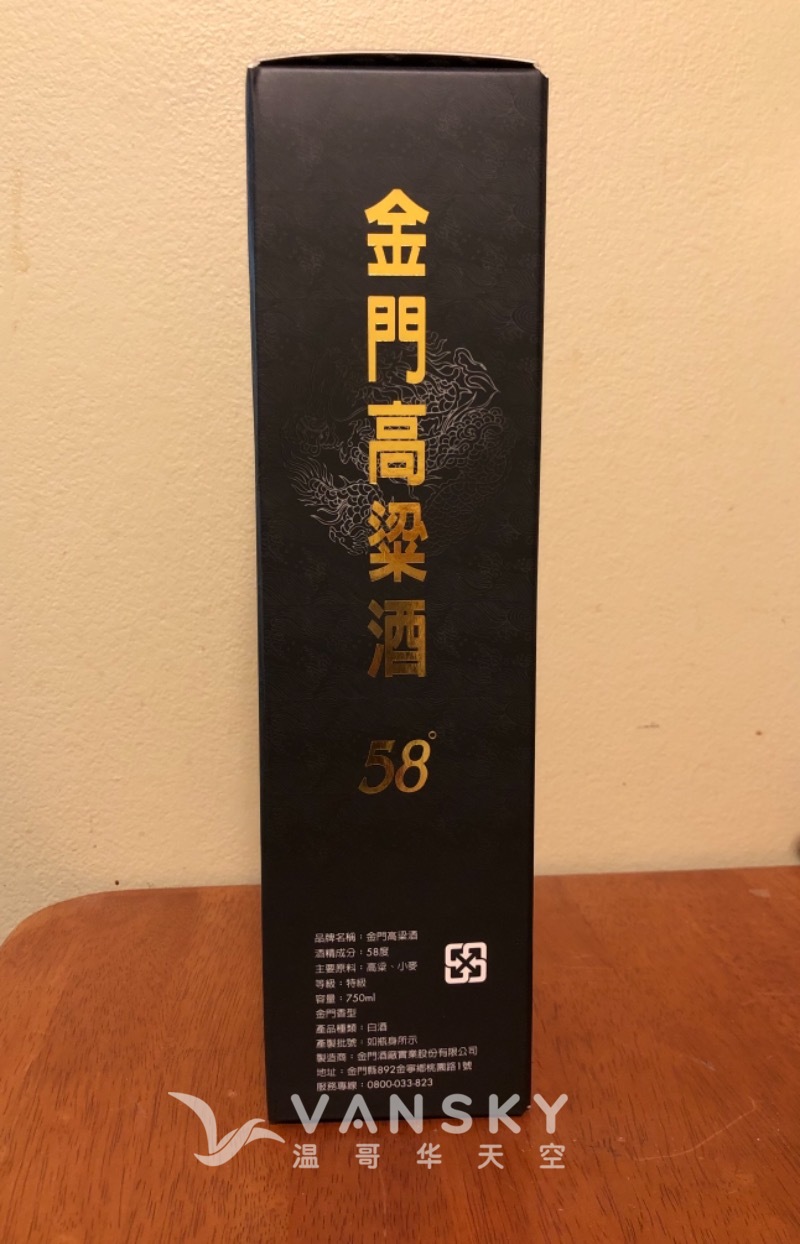 金門高粱酒
58°
品牌名稱：金門高粱酒
酒精成分：58度
主要原料：高粱、小麥
等級：特級
容量：750ml
金門香型
產品種類：白酒
產製批號：如瓶身所示
製造商：金門酒廠實業股份有限公司
地址：金門縣892金寧鄉桃園路1號
服務專線：0800-033-823
VANSKY
温哥华天空